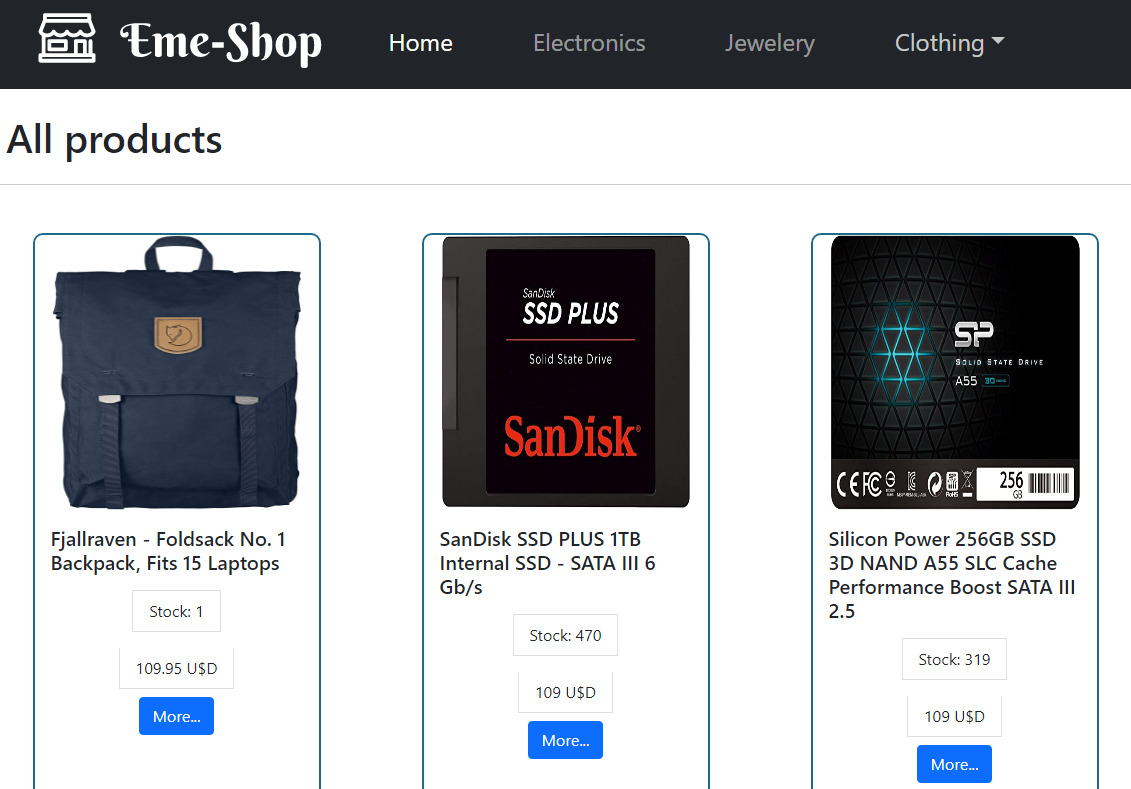 Eme-Shop
Home
Electronics
Jewelery
Clothing
All products
SanDisk
SSD PLUS
Solid State Drive
SanDisk
SP
SOLID STATE DRIVE
A55 3D NAND
256
GB
RoHS
Fjallraven - Foldsack No. 1
Backpack, Fits 15 Laptops
Stock: 1
109.95 U$D
More...
SanDisk SSD PLUS 1TB
Internal SSD - SATA III 6
Gb/s
Stock: 470
109 U$D
More...
Silicon Power 256GB SSD
3D NAND A55 SLC Cache
Performance Boost SATA III
2.5
Stock: 319
109 U$D
More...